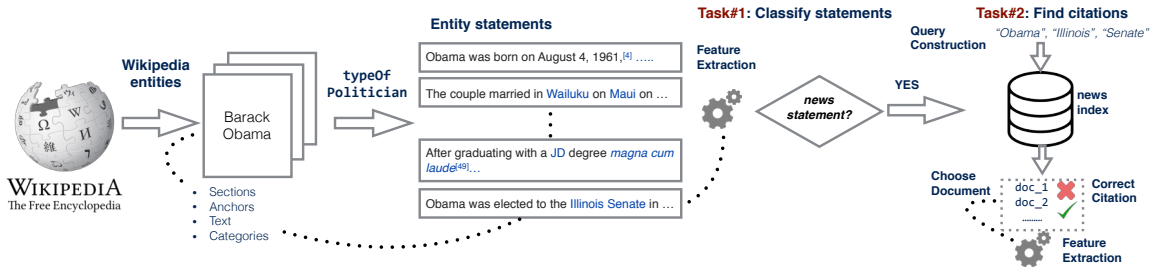 Wikipedia
entities
WIKIPEDIA
The Free Encyclopedia
Ω
W
И
維
Barack
Obama
• Sections
• Anchors
• Text
• Categories
typeOf
Politician
Entity statements
Obama was born on August 4, 1961,[4] .....
The couple married in Wailuku on Maui on …
After graduating with a JD degree magna cum
laude[49]…
Obama was elected to the Illinois Senate in …
Task#1: Classify statements
Feature
Extraction
news
statement?
YES
Task#2: Find citations
Query
Construction
“Obama”, “Illinois”, “Senate”
news
index
Choose
Document
doc_1
doc_2
.........
Correct
Citation
Feature
Extraction